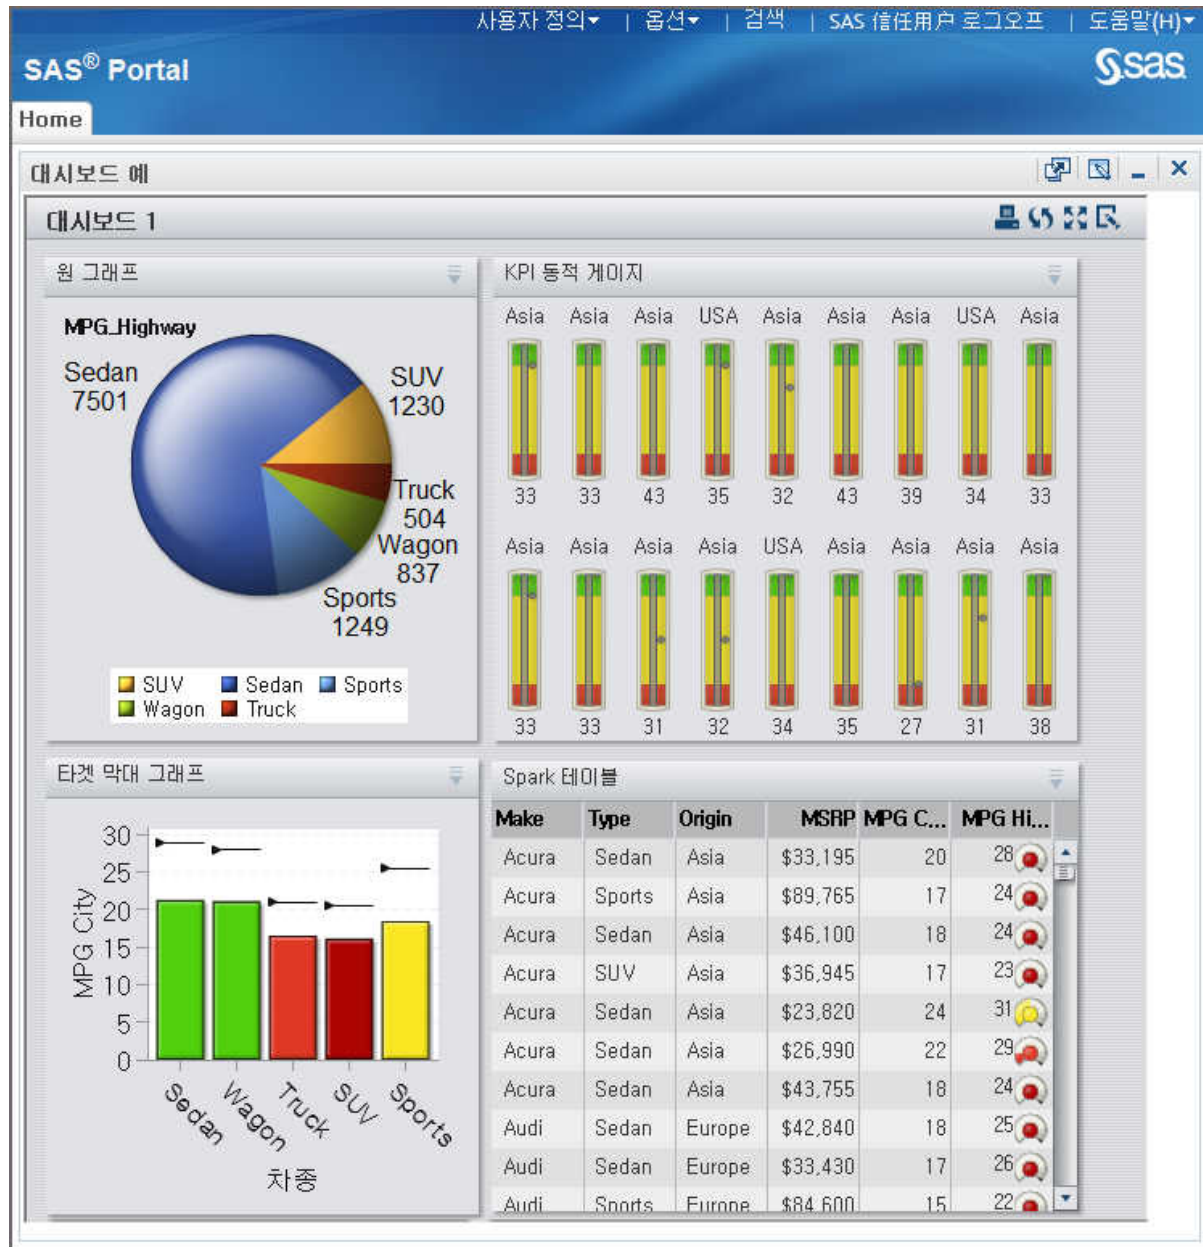 사용자 정의 | 옵션 | 검색 | SAS 信任用户 로그오프 | 도움말(H)
SAS® Portal
sas
Home
대시보드 예
대시보드 1
원 그래프
MPG_Highway
Sedan
7501
SUV
1230
Truck
504
Wagon
837
Sports
1249
SUV Sedan Sports
Wagon Truck
KPI 동적 게이지
Asia Asia Asia USA Asia Asia Asia USA Asia
33 33 43 35 32 43 39 34 33
Asia Asia Asia Asia USA Asia Asia Asia Asia
33 33 31 32 34 35 27 31 38
타겟 막대 그래프
MPG City
30
25
20
15
10
5
0
Sedan Wagon Truck SUV Sports
차종
Spark 테이블
Make Type Origin MSRP MPG C... MPG Hi...
Acura Sedan Asia $33,195 20 28
Acura Sports Asia $89,765 17 24
Acura Sedan Asia $46,100 18 24
Acura SUV Asia $36,945 17 23
Acura Sedan Asia $23,820 24 31
Acura Sedan Asia $26,990 22 29
Acura Sedan Asia $43,755 18 24
Audi Sedan Europe $42,840 18 25
Audi Sedan Europe $33,430 17 26
Audi Sports Europe $84,600 15 22